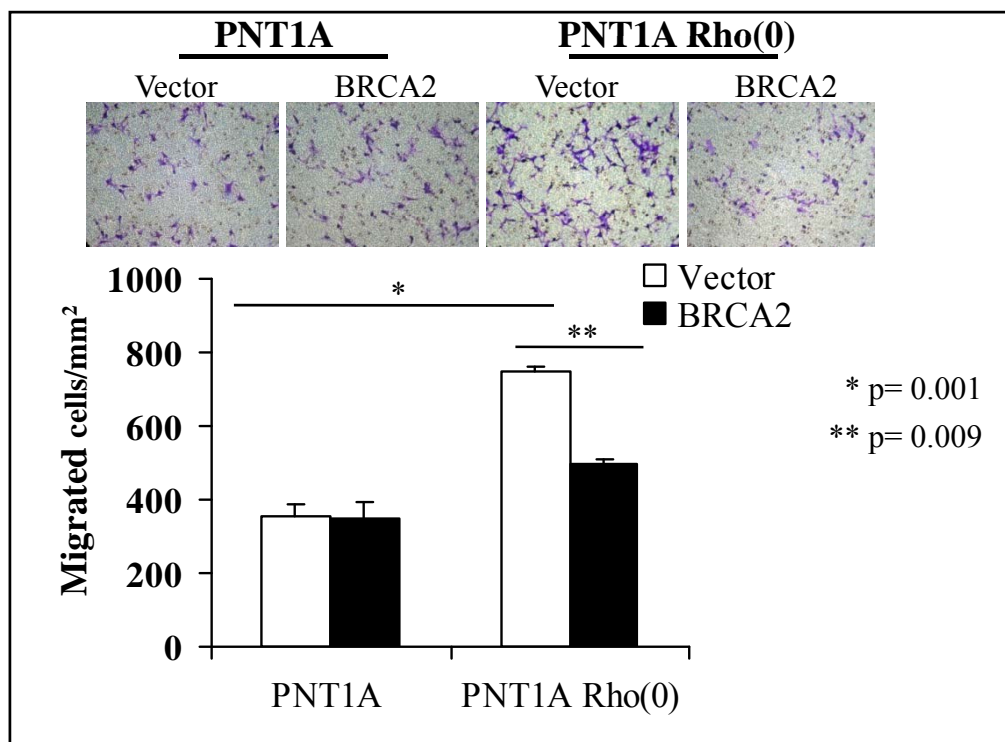 PNT1A PNT1A Rho(0)
Vector BRCA2 Vector BRCA2
Vector
BRCA2
Migrated cells/mm²
1000
800
600
400
200
0
*
**
* p= 0.001
** p= 0.009
PNT1A PNT1A Rho(0)